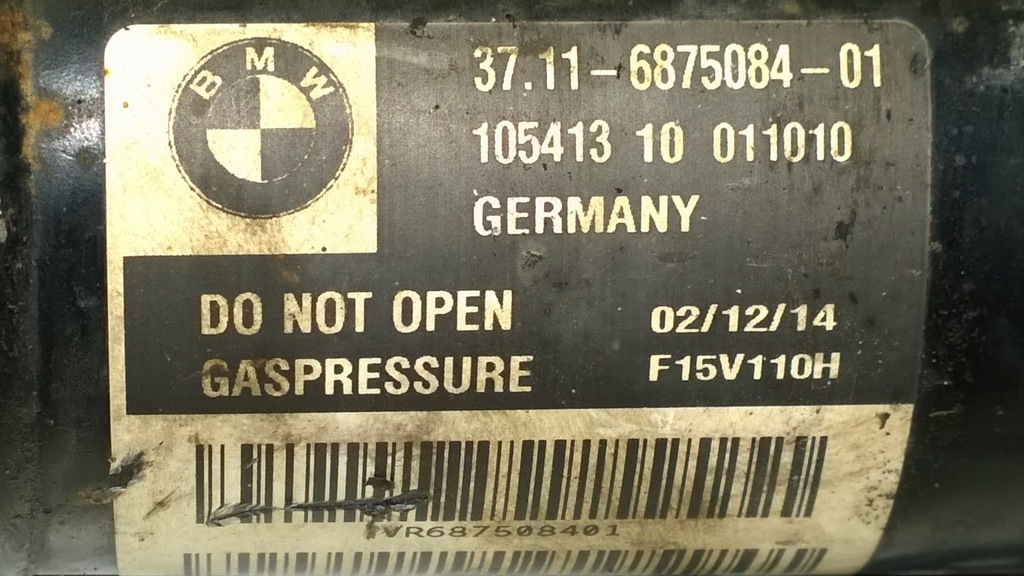 BMW
37.11-6875084-01
105413 10 011010
GERMANY
DO NOT OPEN
GASPRESSURE
02/12/14
F15V110H
VR687508401